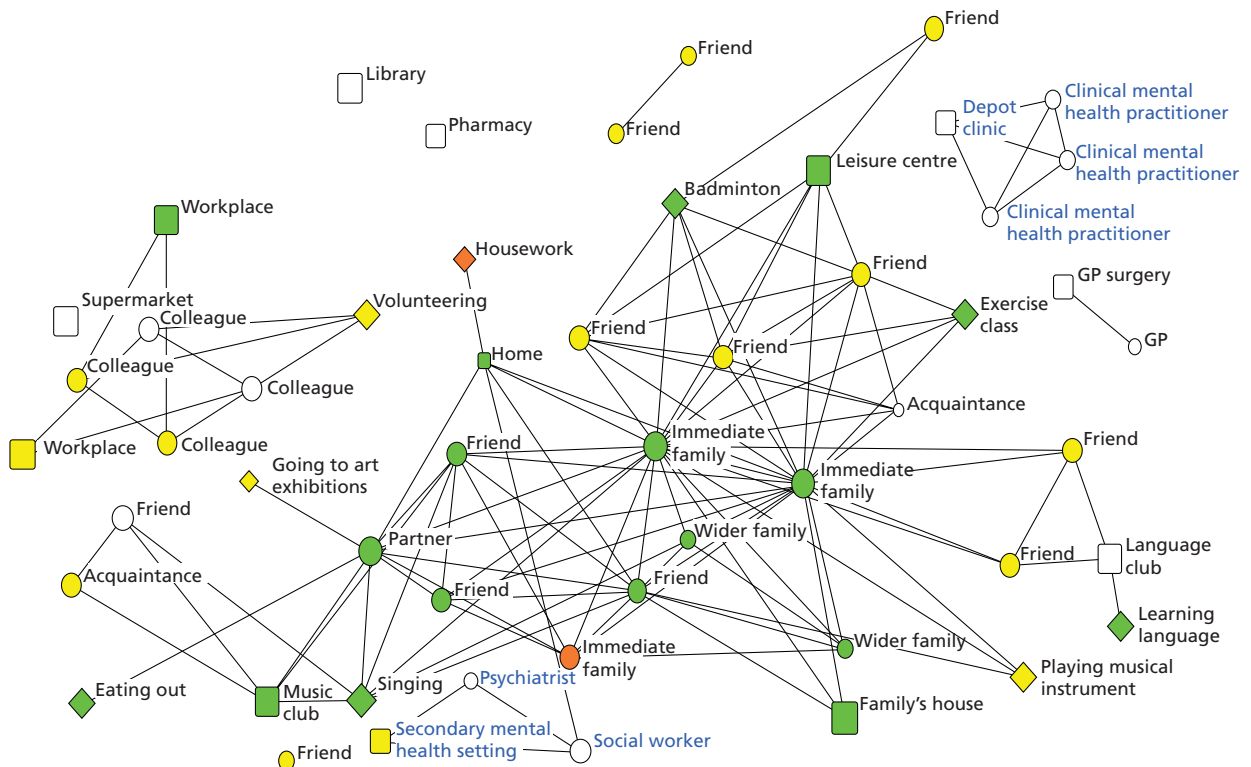 Friend
Friend
Library
Clinical mental
health practitioner
Depot
clinic
Pharmacy
Friend
Clinical mental
health practitioner
Leisure centre
Badminton
Workplace
Clinical mental
health practitioner
Housework
Friend
GP surgery
Supermarket
Colleague
Volunteering
Exercise
class
Friend
Home
Friend
GP
Colleague
Colleague
Acquaintance
Immediate
family
Friend
Workplace
Colleague
Friend
Going to art
exhibitions
Immediate
family
Friend
Partner
Wider family
Friend
Language
club
Acquaintance
Friend
Friend
Learning
language
Immediate
family
Wider family
Playing musical
instrument
Eating out
Music
club
Singing
Psychiatrist
Family's house
Secondary mental
health setting
Social worker
Friend